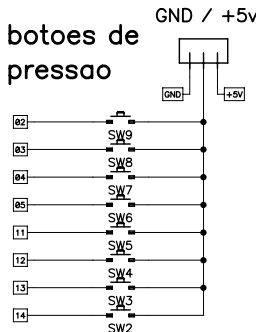 GND / +5v
botoes de
pressao
GND
+5V
02
SW9
03
SW8
04
SW7
05
SW6
11
SW5
12
SW4
13
SW3
14
SW2